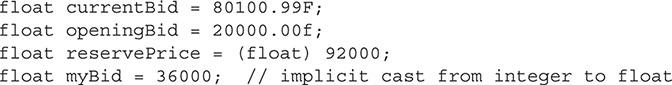 float currentBid = 80100.99F;
float openingBid = 20000.00f;
float reservePrice = (float) 92000;
float myBid = 36000;  // implicit cast from integer to float